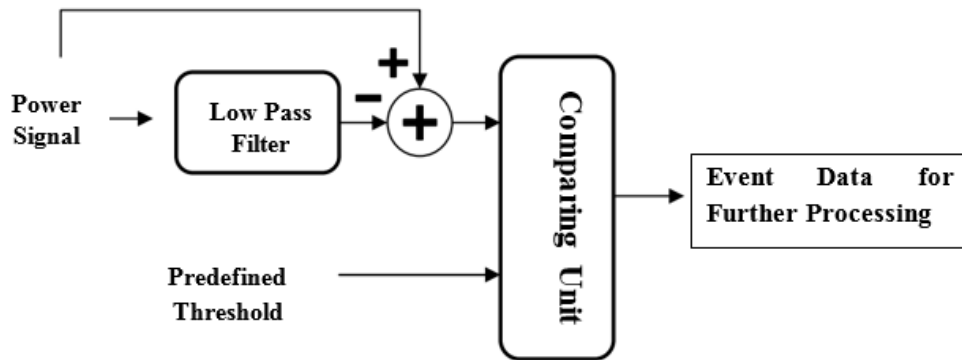 Power
Signal
Low Pass
Filter
−
+
+
Comparing Unit
Predefined
Threshold
Event Data for
Further Processing